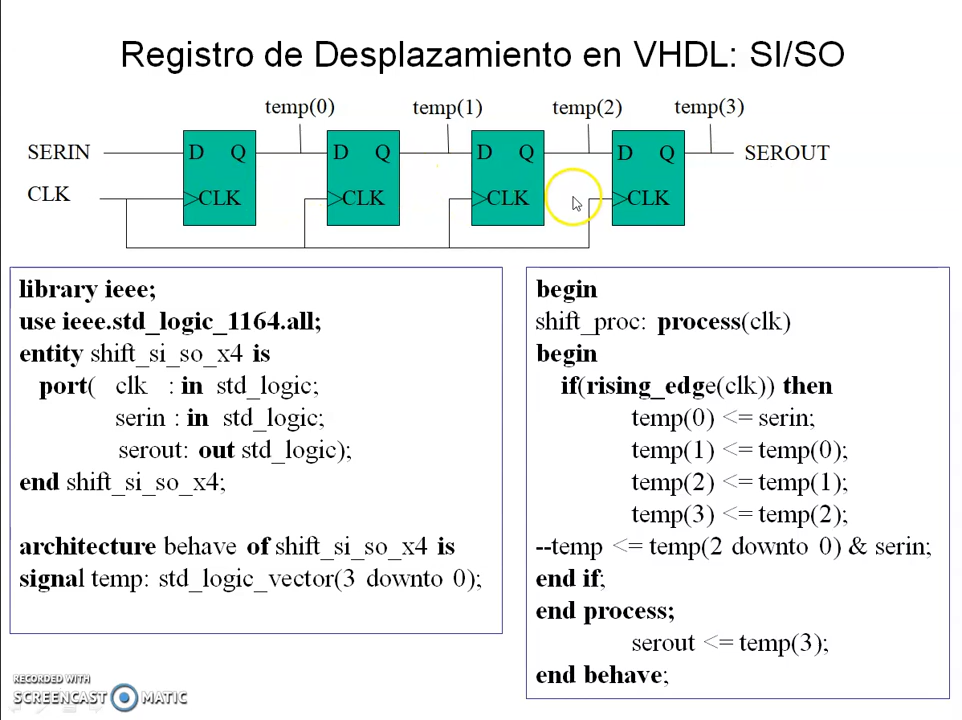 Registro de Desplazamiento en VHDL: SI/SO
temp(0) temp(1) temp(2) temp(3)
SERIN D Q D Q D Q D Q SEROUT
CLK >CLK >CLK >CLK >CLK
library ieee;
use ieee.std_logic_1164.all;
entity shift_si_so_x4 is
port( clk : in std_logic;
serin : in std_logic;
serout: out std_logic);
end shift_si_so_x4;
architecture behave of shift_si_so_x4 is
signal temp: std_logic_vector(3 downto 0);
begin
shift_proc: process(clk)
begin
if(rising_edge(clk)) then
temp(0) <= serin;
temp(1) <= temp(0);
temp(2) <= temp(1);
temp(3) <= temp(2);
--temp <= temp(2 downto 0) & serin;
end if;
end process;
serout <= temp(3);
end behave;
RECORDED WITH
SCREENCAST MATIC